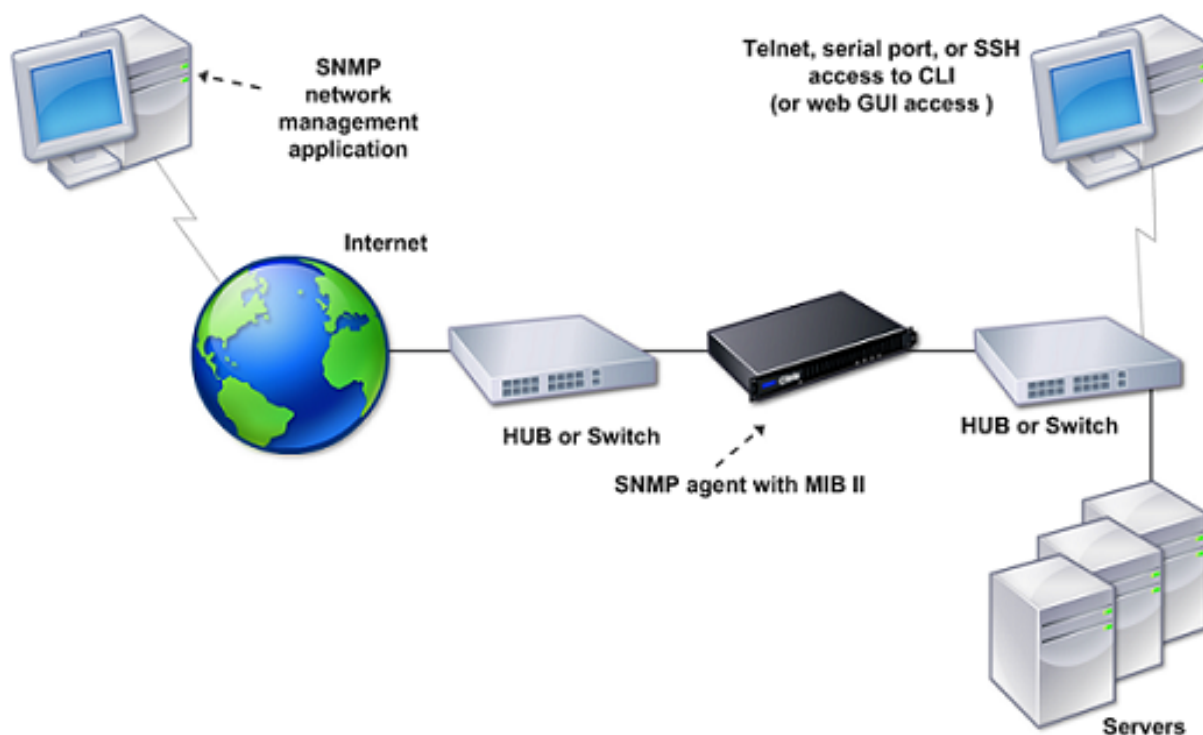 SNMP
network
management
application
Telnet, serial port, or SSH
access to CLI
(or web GUI access )
Internet
HUB or Switch
HUB or Switch
SNMP agent with MIB II
Servers